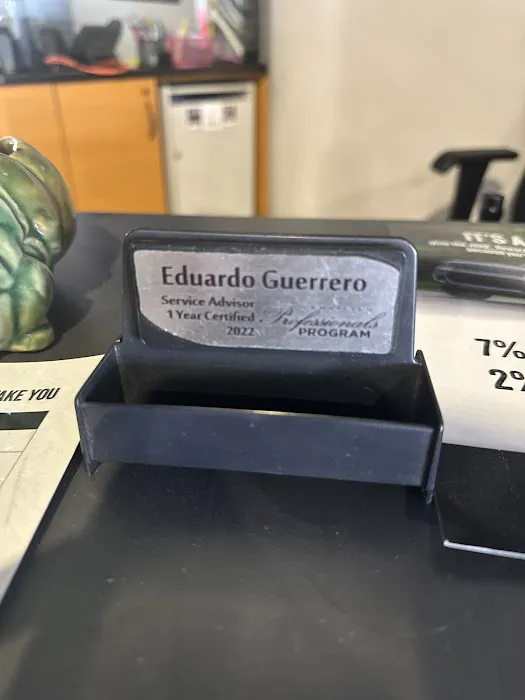 Eduardo Guerrero
Service Advisor
1 Year Certified
2022
Professionals
PROGRAM
AKE YOU
IT'S
7%
2%